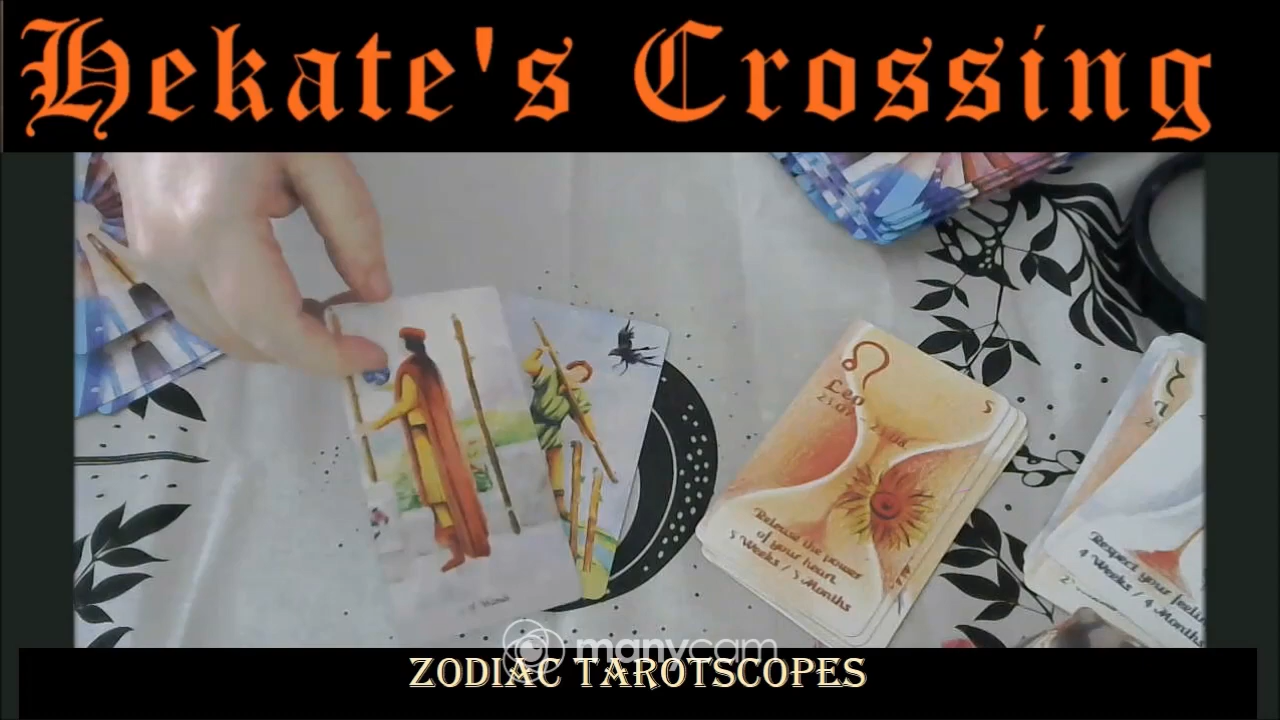 Hekate's Crossing
Leo
5
Release the power
of your heart.
5 Weeks / 5 Months
Respect your
4 Weeks / 4 Months
manycam
ZODIAC TAROTSCOPES